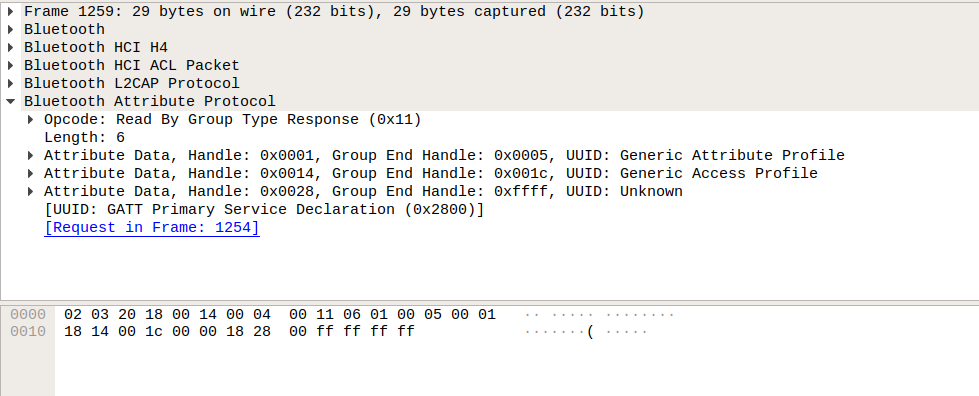 Frame 1259: 29 bytes on wire (232 bits), 29 bytes captured (232 bits)
Bluetooth
Bluetooth HCI H4
Bluetooth HCI ACL Packet
Bluetooth L2CAP Protocol
Bluetooth Attribute Protocol
Opcode: Read By Group Type Response (0x11)
Length: 6
Attribute Data, Handle: 0x0001, Group End Handle: 0x0005, UUID: Generic Attribute Profile
Attribute Data, Handle: 0x0014, Group End Handle: 0x001c, UUID: Generic Access Profile
Attribute Data, Handle: 0x0028, Group End Handle: 0xffff, UUID: Unknown
[UUID: GATT Primary Service Declaration (0x2800)]
[Request in Frame: 1254]
0000 02 03 20 18 00 14 00 04 00 11 06 01 00 05 00 01 ·· ····· ········
0010 18 14 00 1c 00 00 18 28 00 ff ff ff ff ·······( ·····